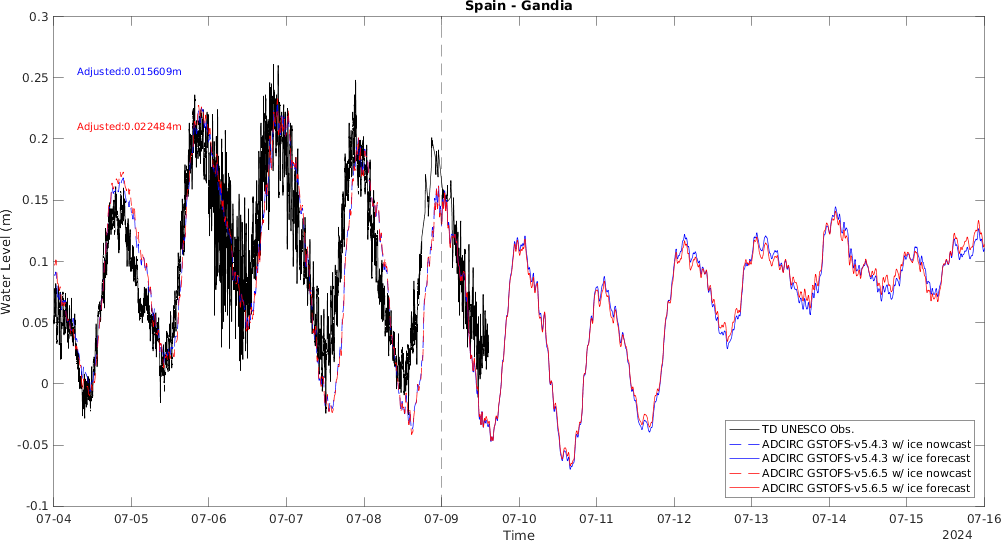 Spain - Gandia
0.3
0.25
0.2
0.15
0.1
0.05
0
-0.05
-0.1
Water Level (m)
Adjusted:0.015609m
Adjusted:0.022484m
TD UNESCO Obs.
ADCIRC GSTOFS-v5.4.3 w/ ice nowcast
ADCIRC GSTOFS-v5.4.3 w/ ice forecast
ADCIRC GSTOFS-v5.6.5 w/ ice nowcast
ADCIRC GSTOFS-v5.6.5 w/ ice forecast
07-04 07-05 07-06 07-07 07-08 07-09 07-10 07-11 07-12 07-13 07-14 07-15 07-16
Time
2024